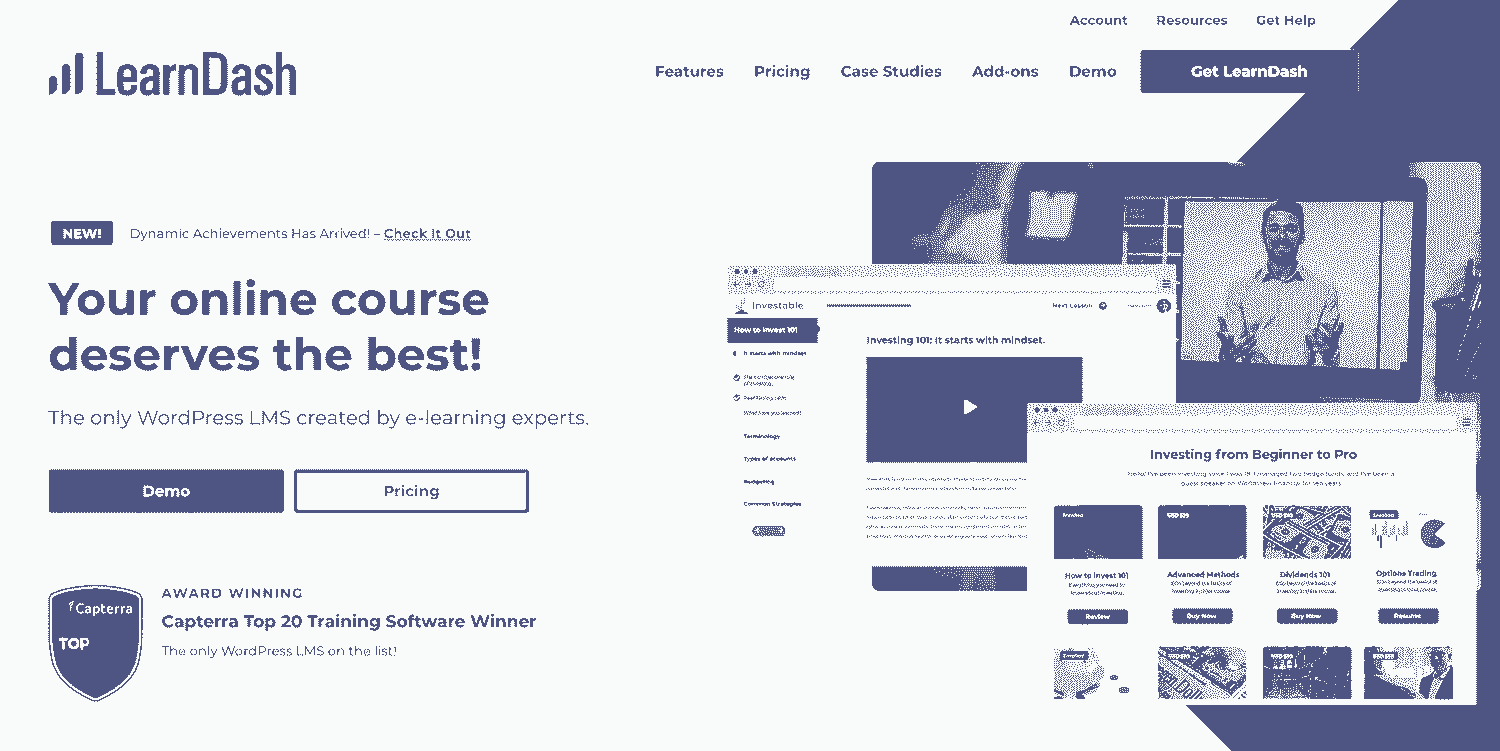 Account Resources Get Help
LearnDash
Features Pricing Case Studies Add-ons Demo Get LearnDash
NEW! Dynamic Achievements Has Arrived! – Check It Out
Your online course
deserves the best!
The only WordPress LMS created by e-learning experts.
Demo Pricing
Capterra
TOP
AWARD WINNING
Capterra Top 20 Training Software Winner
The only WordPress LMS on the list!
Investable
Next Lesson
How to Invest 101
It starts with mindset
Terminology
Types of accounts
Budgeting
Common Strategies
Investing 101: It starts with mindset.
Investing from Beginner to Pro
How to Invest 101 Advanced Methods Dividends 101 Options Trading
Review Buy Now Buy Now Resume